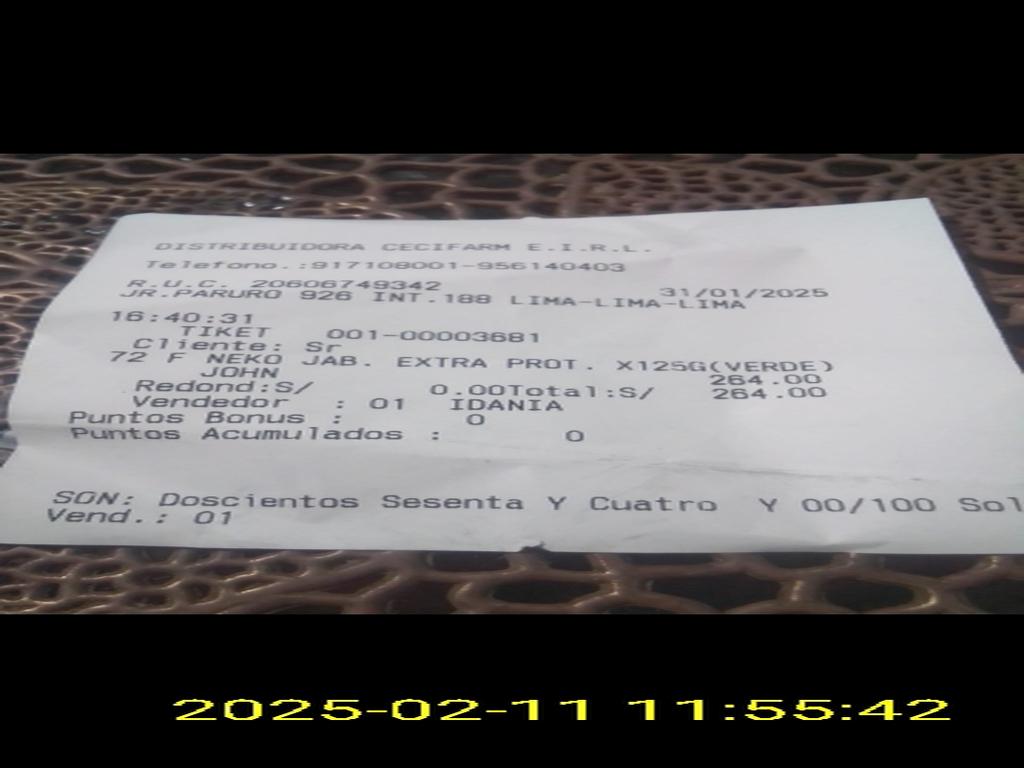 DISTRIBUIDORA CECIFARM E.I.R.L.
Telefono.:917108001-956140403
R.U.C. 20606749342 31/01/2025
JR.PARURO 926 INT.188 LIMA-LIMA-LIMA
16:40:31
TIKET 001-00003681
Cliente: Sr
72 F NEKO JAB. EXTRA PROT. X125G(VERDE)
JOHN 264.00
Redond:S/ 0.00Total:S/ 264.00
Vendedor : 01 IDANIA
Puntos Bonus : 0
Puntos Acumulados : 0
SON: Doscientos Sesenta Y Cuatro Y 00/100 Sol
Vend.: 01
2025-02-11 11:55:42